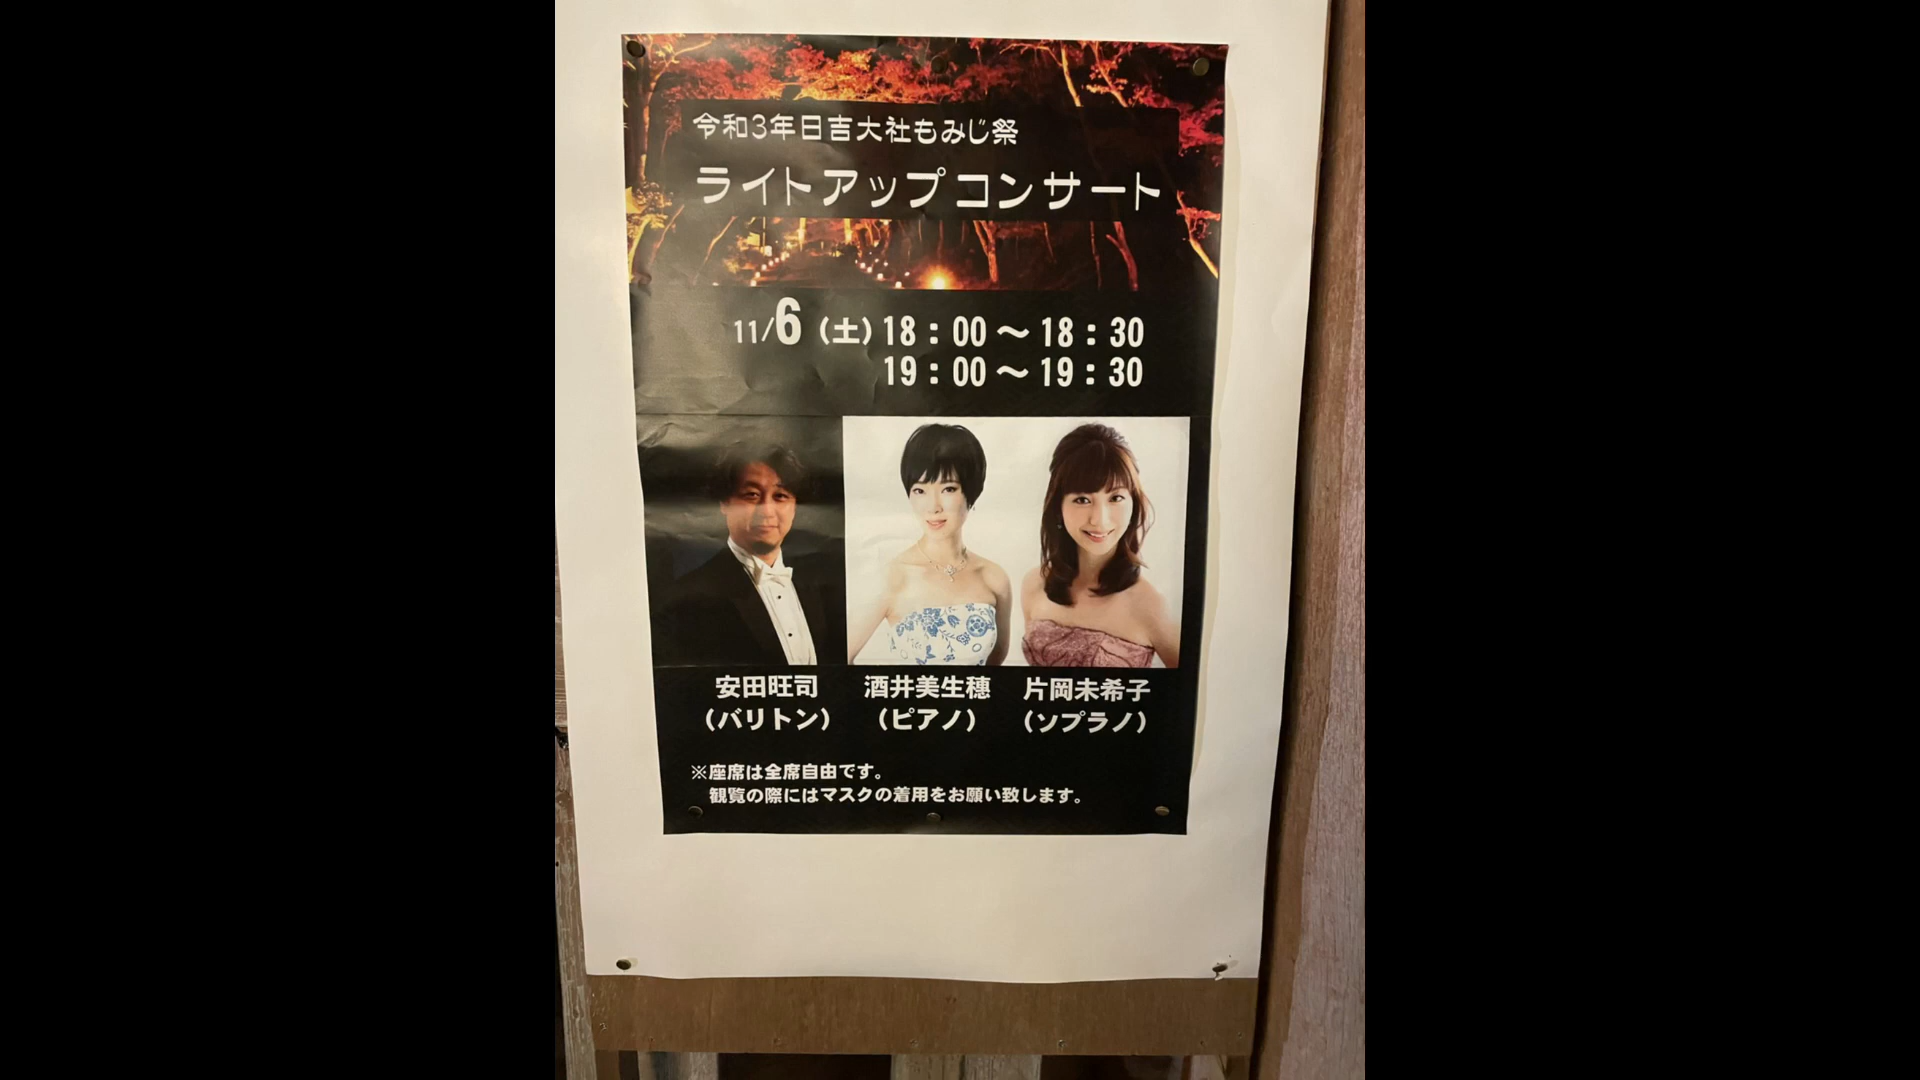 令和3年日吉大社もみじ祭
ライトアップコンサート
11/6（土）18：00～18：30
19：00～19：30
安田旺司 酒井美生穂 片岡未希子
（バリトン） （ピアノ） （ソプラノ）
※座席は全席自由です。
観覧の際にはマスクの着用をお願い致します。